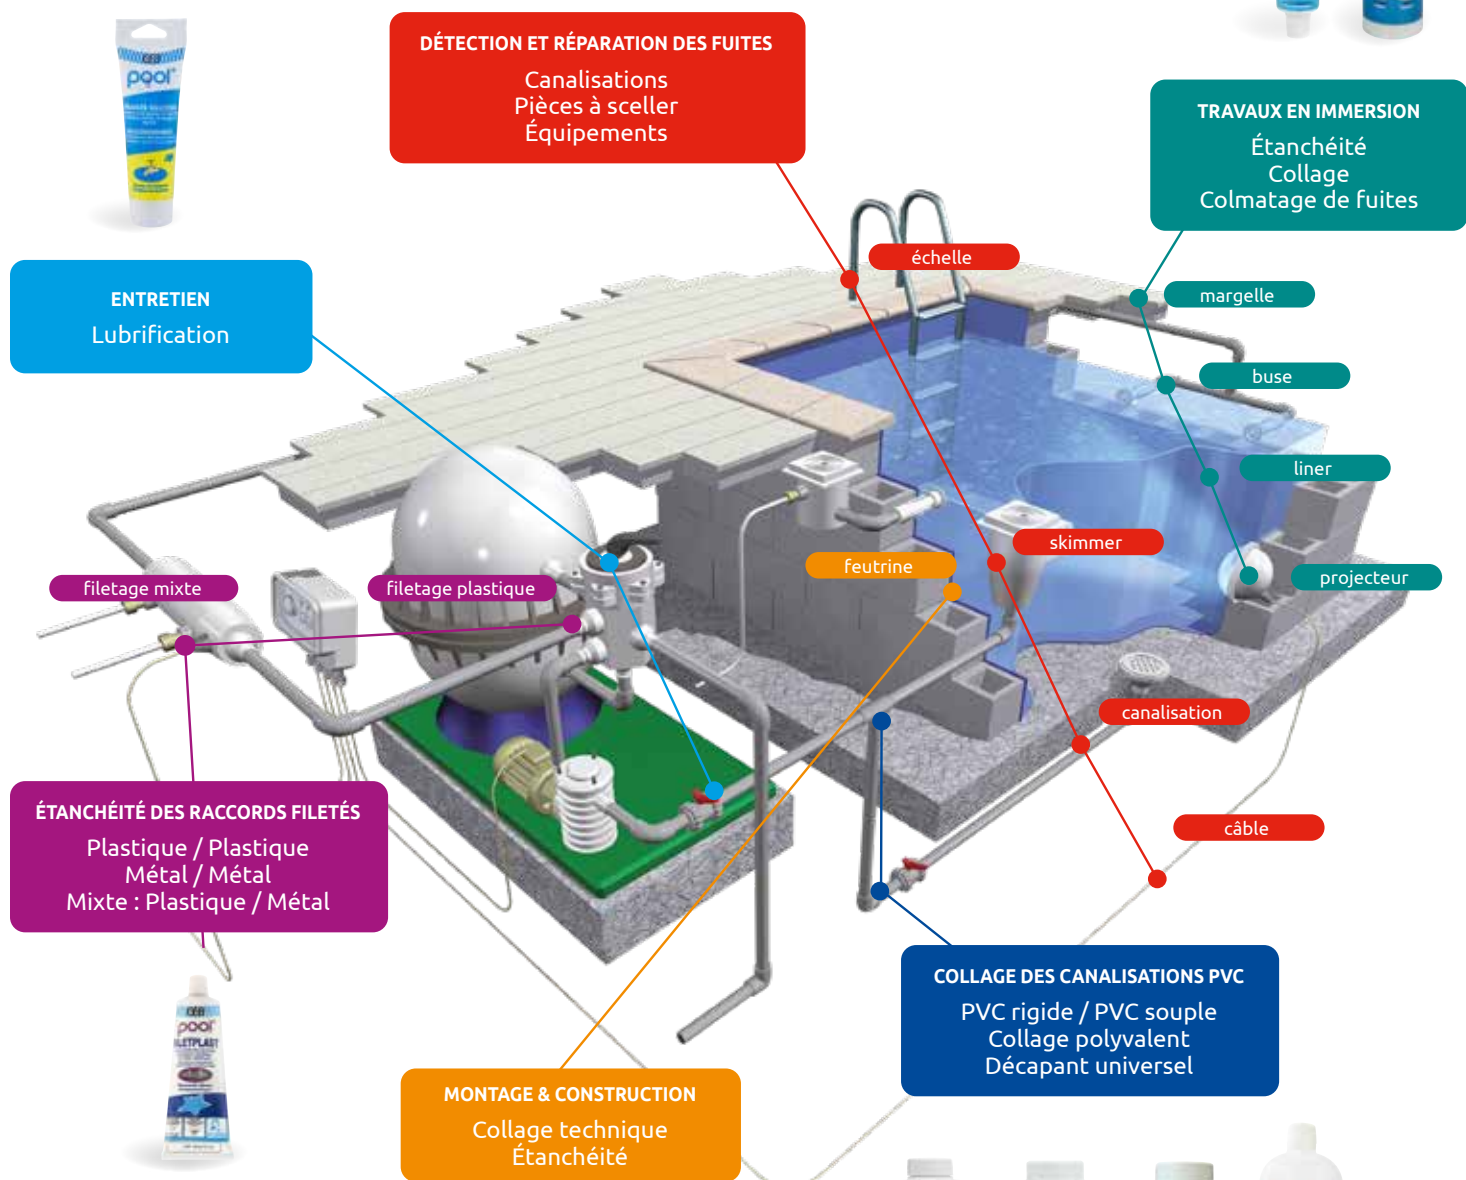 DÉTECTION ET RÉPARATION DES FUITES
Canalisations
Pièces à sceller
Équipements
TRAVAUX EN IMMERSION
Étanchéité
Collage
Colmatage de fuites
GEB
pool
ENTRETIEN
Lubrification
échelle
margelle
buse
liner
projecteur
skimmer
feutrine
filetage mixte
filetage plastique
canalisation
câble
ÉTANCHÉITÉ DES RACCORDS FILETÉS
Plastique / Plastique
Métal / Métal
Mixte : Plastique / Métal
COLLAGE DES CANALISATIONS PVC
PVC rigide / PVC souple
Collage polyvalent
Décapant universel
GEB
pool
MONTAGE & CONSTRUCTION
Collage technique
Étanchéité